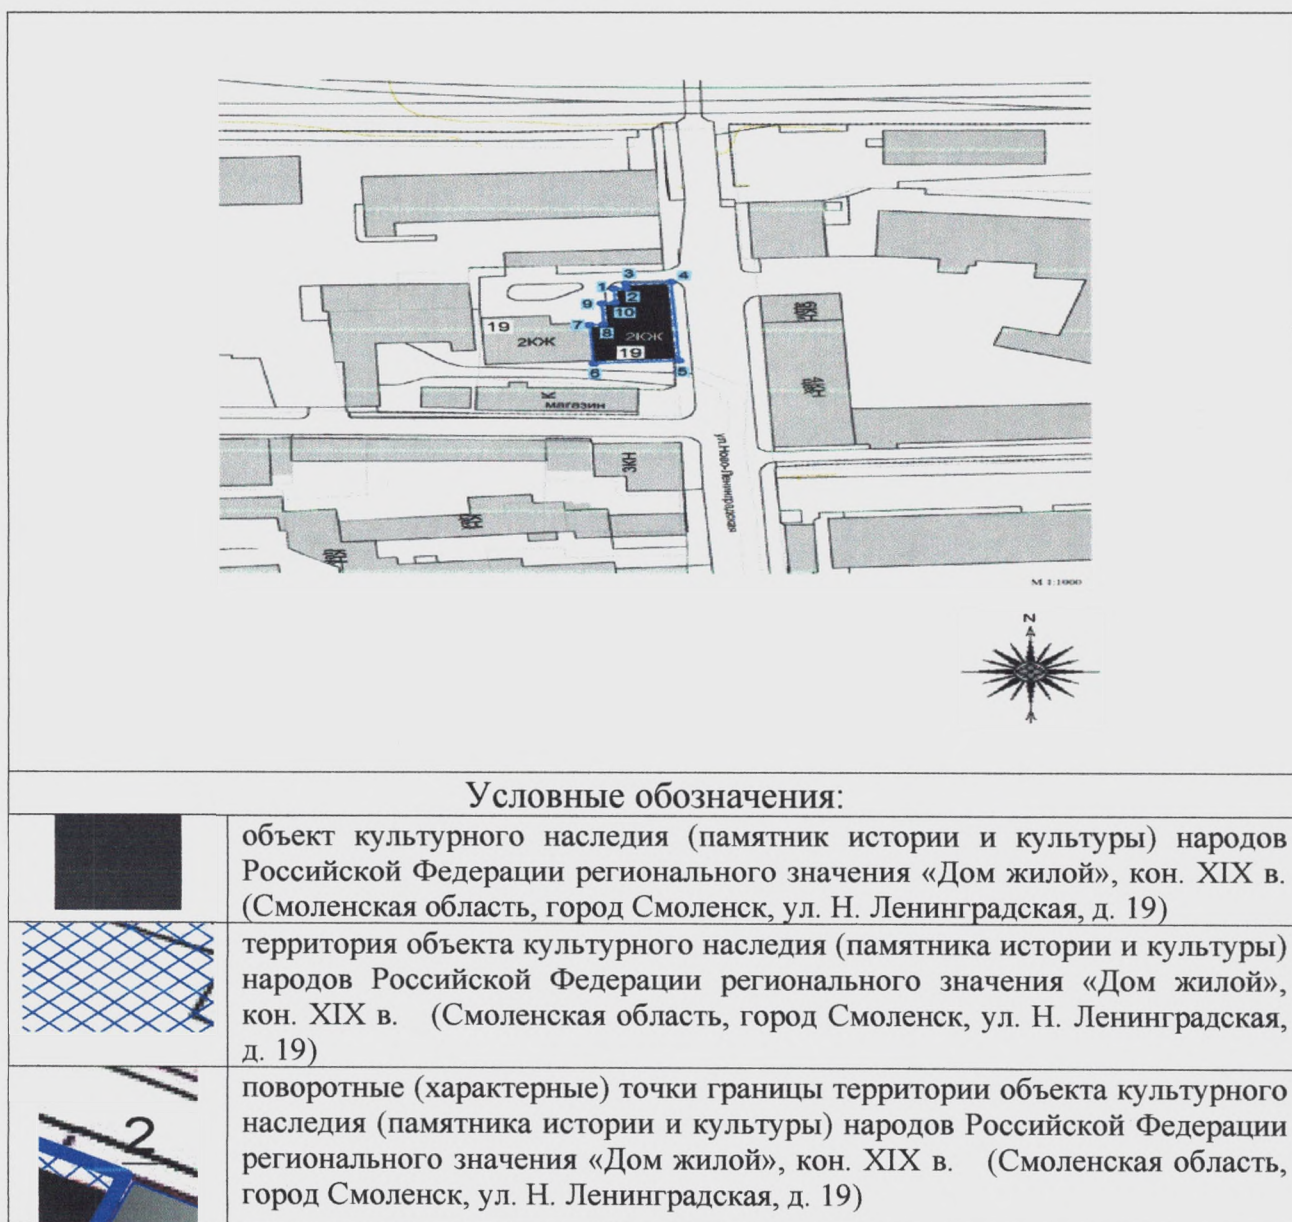 3
4
1
2
9
10
19
7
8
2КЖ
2КЖ
19
6
5
магазин
ул.Ново-Ленинградская
3КН
М 1:1000
N
Условные обозначения:
объект культурного наследия (памятник истории и культуры) народов
Российской Федерации регионального значения «Дом жилой», кон. XIX в.
(Смоленская область, город Смоленск, ул. Н. Ленинградская, д. 19)
территория объекта культурного наследия (памятника истории и культуры)
народов Российской Федерации регионального значения «Дом жилой»,
кон. XIX в. (Смоленская область, город Смоленск, ул. Н. Ленинградская,
д. 19)
2
поворотные (характерные) точки границы территории объекта культурного
наследия (памятника истории и культуры) народов Российской Федерации
регионального значения «Дом жилой», кон. XIX в. (Смоленская область,
город Смоленск, ул. Н. Ленинградская, д. 19)